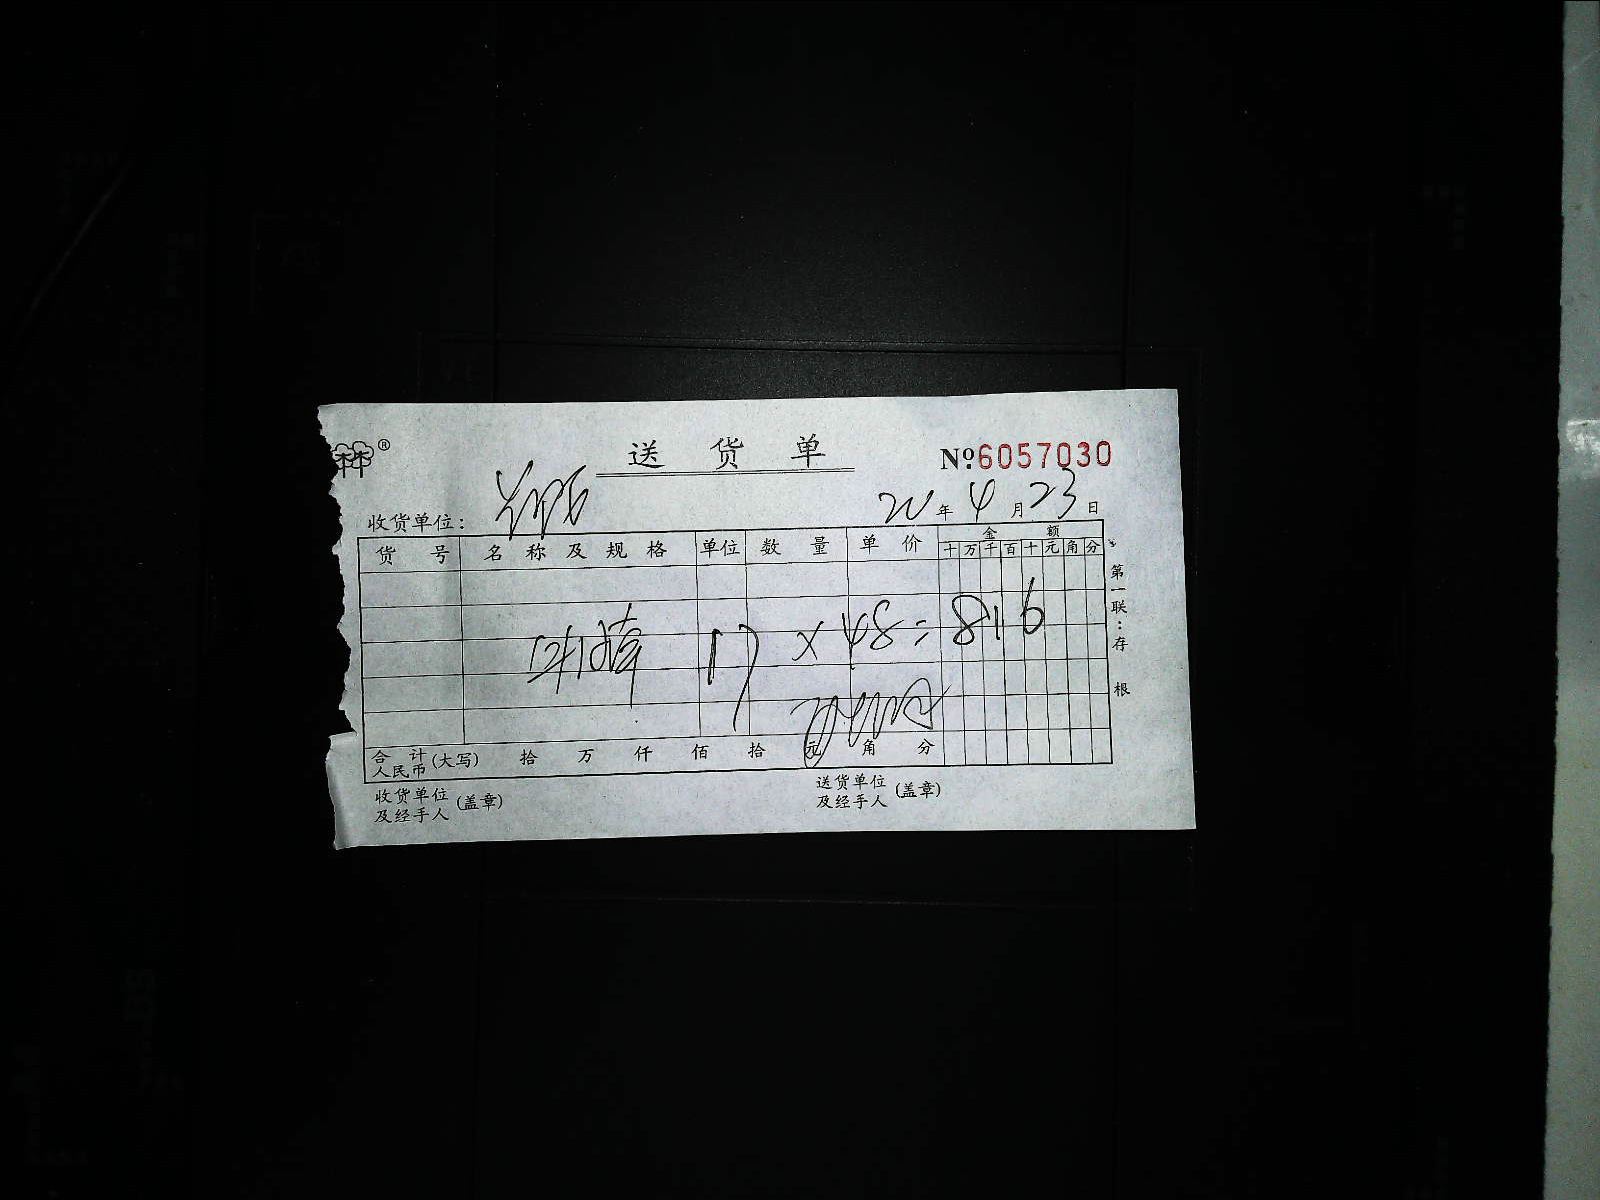 林®
送 货 单
№6057030
收货单位:
20年4月23日
货号 名称及规格 单位 数量 单价 金额
十万千百十元角分
17 × 48 = 816
合计人民币(大写) 拾 万 仟 佰 拾 元 角 分
收货单位及经手人(盖章) 送货单位及经手人(盖章)
第一联:存根